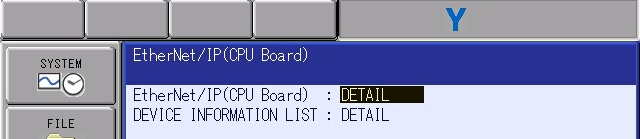 Y
EtherNet/IP(CPU Board)
SYSTEM
EtherNet/IP(CPU Board) : DETAIL
DEVICE INFORMATION LIST : DETAIL
FILE